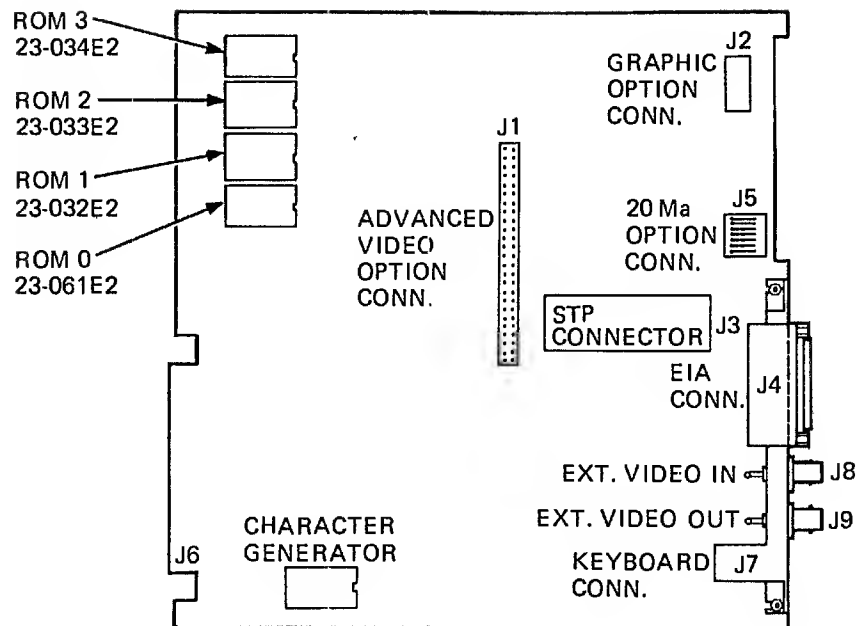 ROM 3
23-034E2
ROM 2
23-033E2
ROM 1
23-032E2
ROM 0
23-061E2
J2
GRAPHIC
OPTION
CONN.
J1
ADVANCED
VIDEO
OPTION
CONN.
J5
20 Ma
OPTION
CONN.
STP
CONNECTOR
J3
EIA
CONN.
J4
EXT. VIDEO IN
J8
EXT. VIDEO OUT
J9
KEYBOARD
CONN.
J7
J6
CHARACTER
GENERATOR